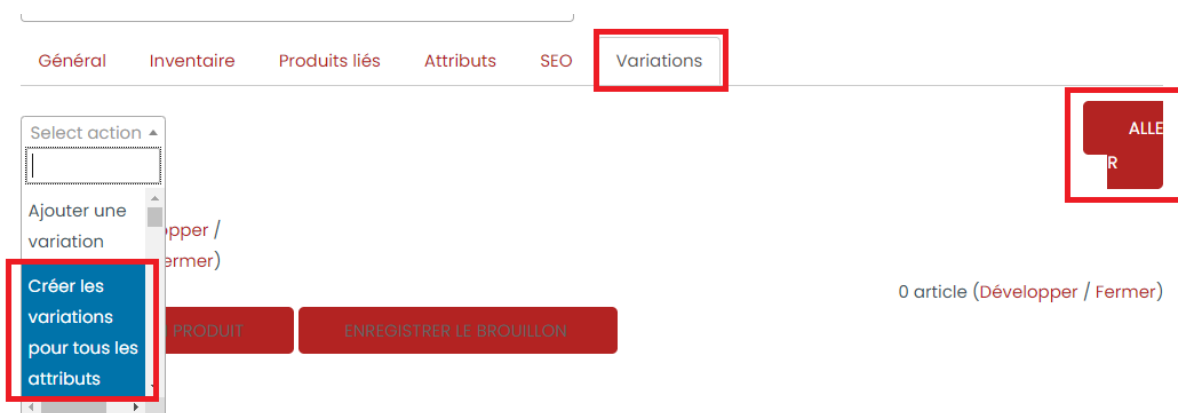 Général Inventaire Produits liés Attributs SEO Variations
Select action
ALLE
R
Ajouter une
variation
opper /
ermer)
Créer les
variations
pour tous les
attributs
0 article (Développer / Fermer)
PRODUIT
ENREGISTRER LE BROUILLON